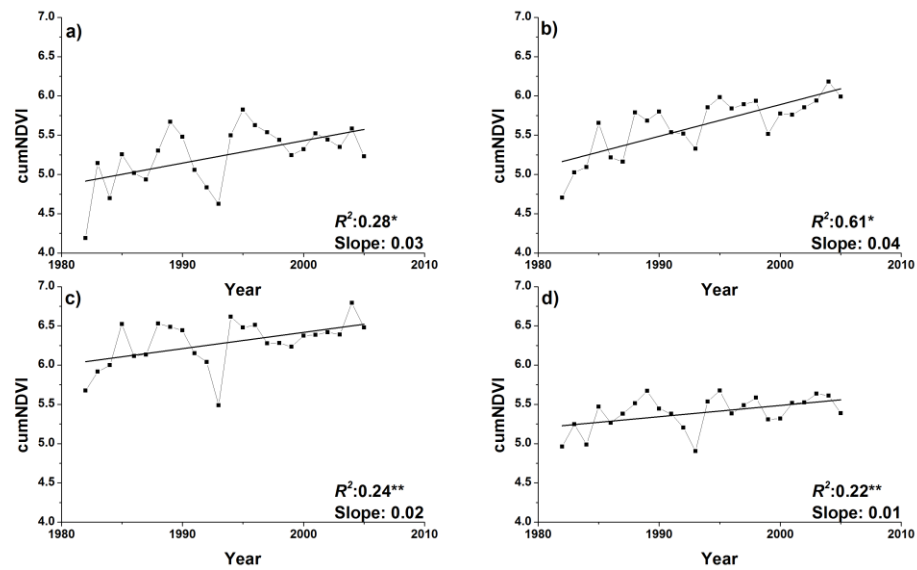 a)
7.0
6.5
6.0
5.5
5.0
4.5
4.0
cumNDVI
R²:0.28*
Slope: 0.03
1980 1990 2000 2010
Year
b)
7.0
6.5
6.0
5.5
5.0
4.5
4.0
cumNDVI
R²:0.61*
Slope: 0.04
1980 1990 2000 2010
Year
c)
7.0
6.5
6.0
5.5
5.0
4.5
4.0
cumNDVI
R²:0.24**
Slope: 0.02
1980 1990 2000 2010
Year
d)
7.0
6.5
6.0
5.5
5.0
4.5
4.0
cumNDVI
R²:0.22**
Slope: 0.01
1980 1990 2000 2010
Year